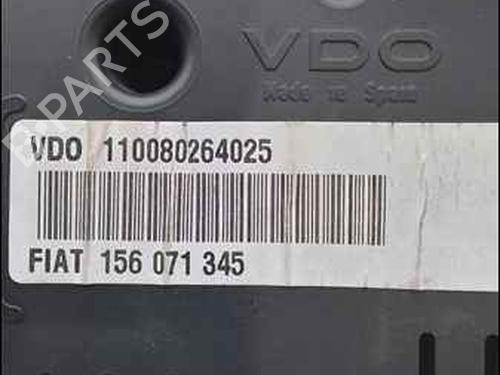 B PARTS
VDO
Made in Spain
VDO 110080264025
FIAT 156 071 345